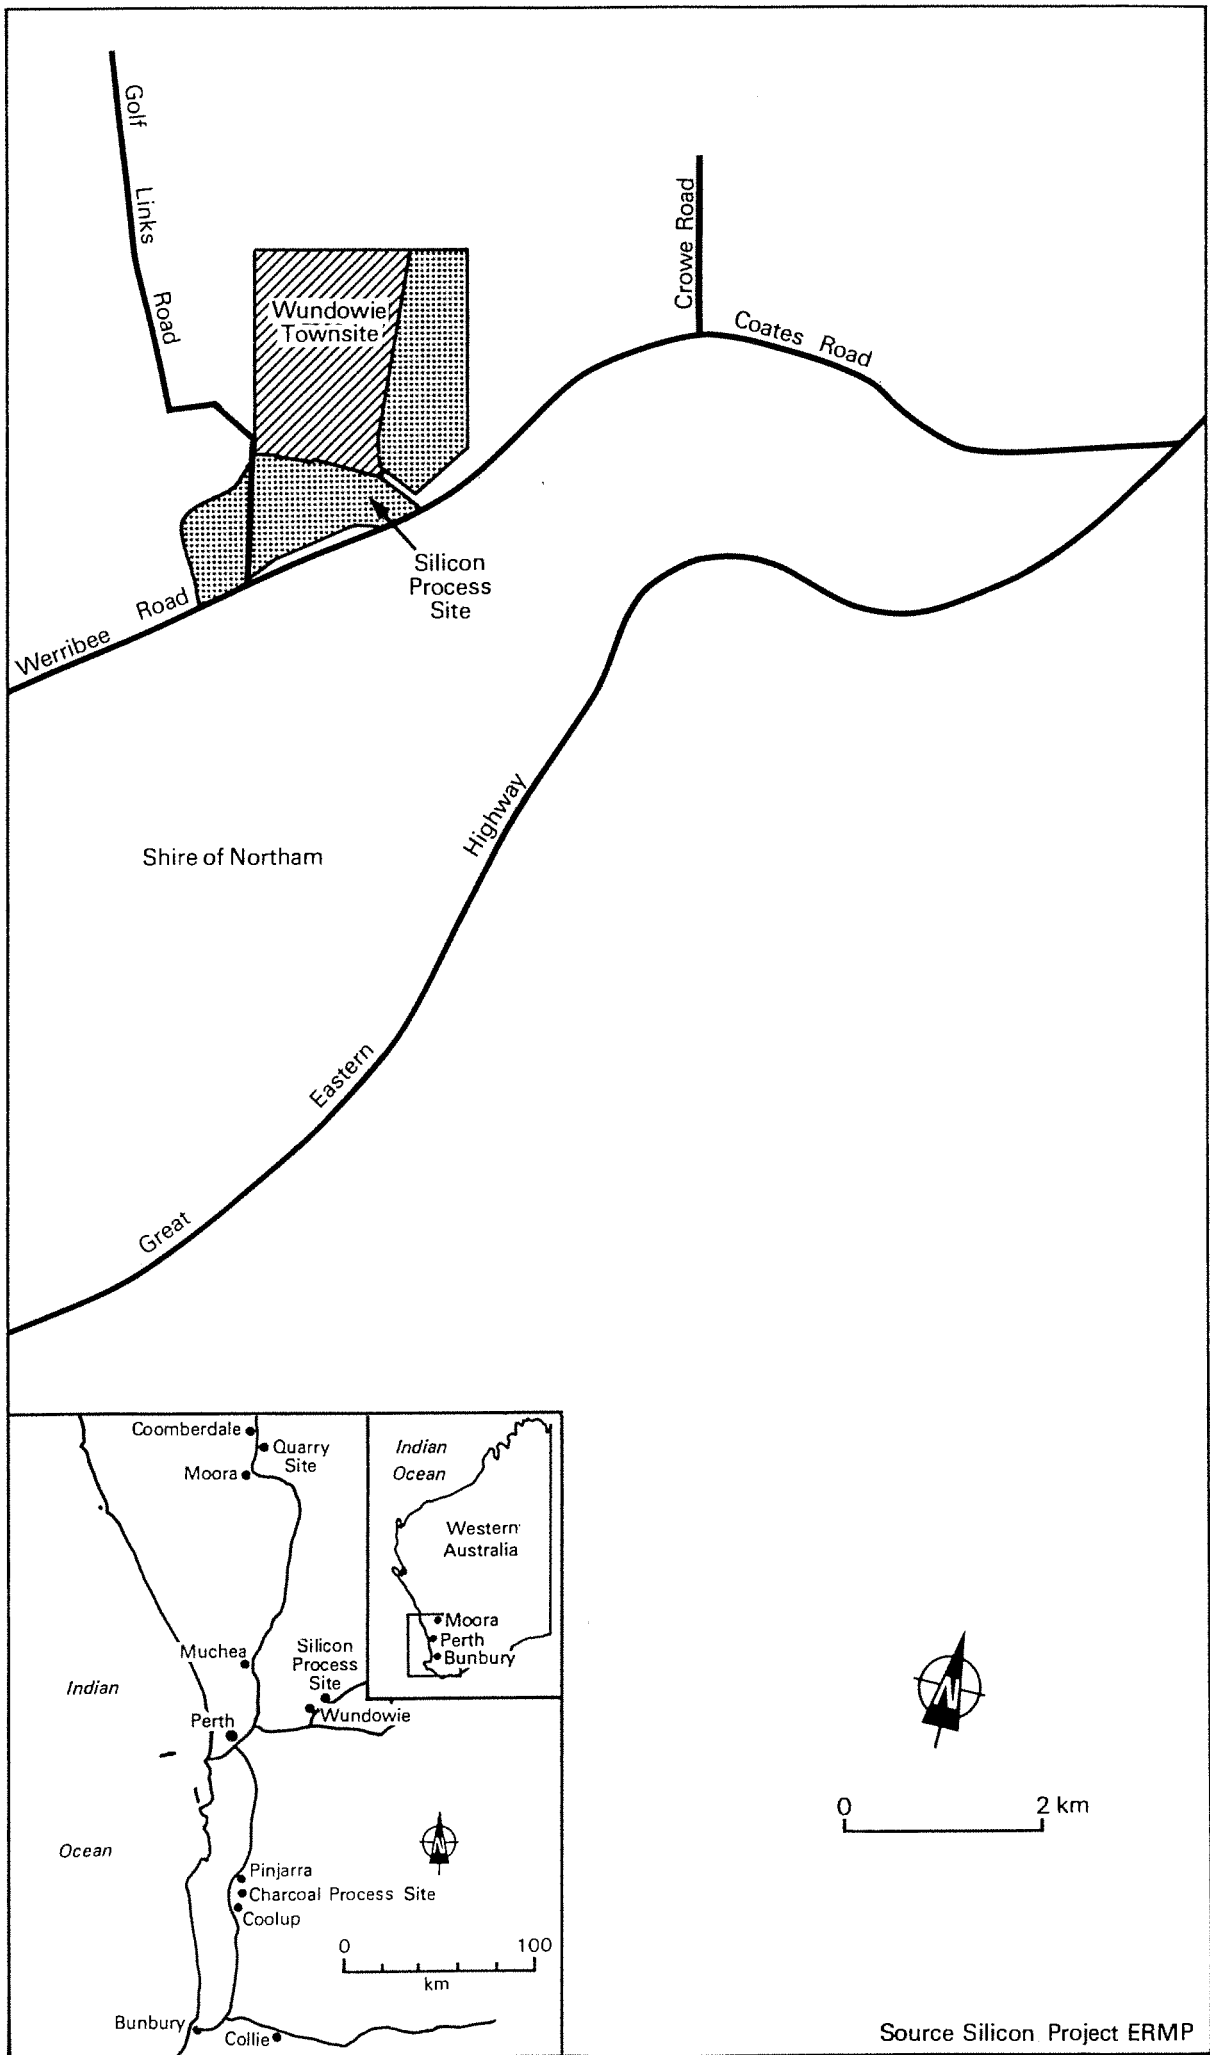 Golf Links Road
Crowe Road
Coates Road
Wundowie
Townsite
Silicon
Process
Site
Werribee Road
Shire of Northam
Great Eastern Highway
Coomberdale
Quarry
Site
Moora
Muchea
Silicon
Process
Site
Wundowie
Perth
Indian
Ocean
Pinjarra
Charcoal Process Site
Coolup
0 100
km
N
Bunbury
Collie
Indian
Ocean
Western
Australia
Moora
Perth
Bunbury
N
0 2 km
Source Silicon Project ERMP